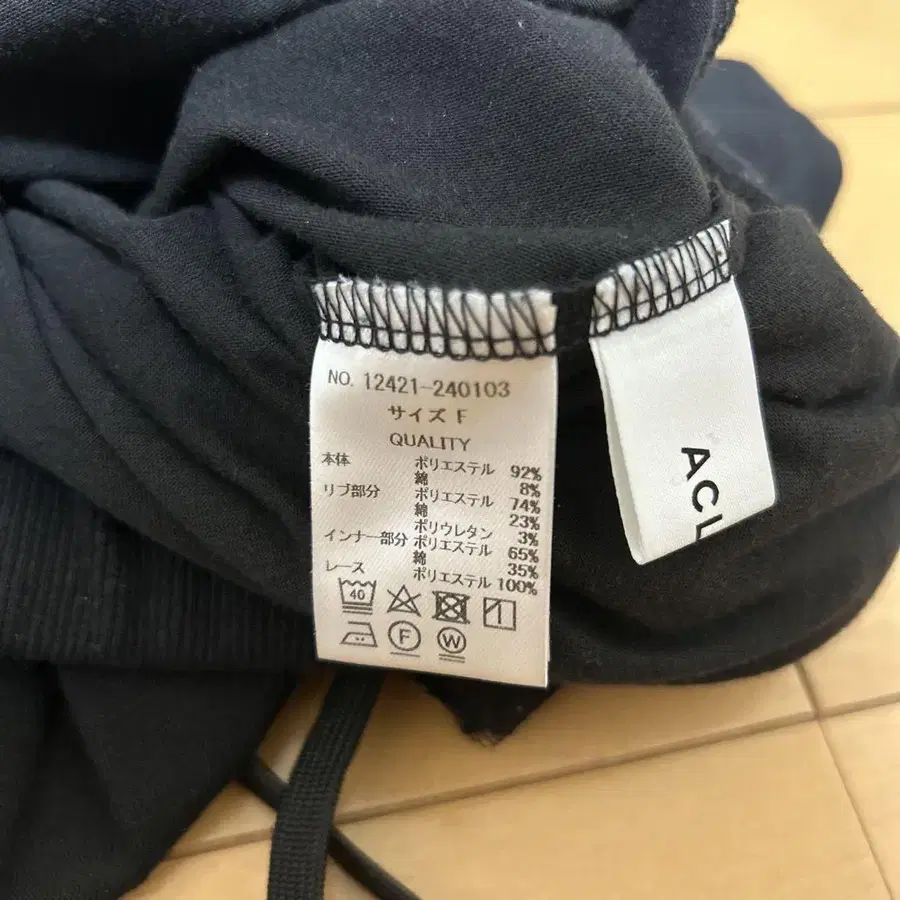 NO. 12421-240103
サイズ F
QUALITY
本体 ポリエステル 92%
綿 8%
リブ部分 ポリエステル 74%
綿 23%
ポリウレタン 3%
インナー部分 ポリエステル 65%
綿 35%
レース ポリエステル 100%
40
F W
ACL